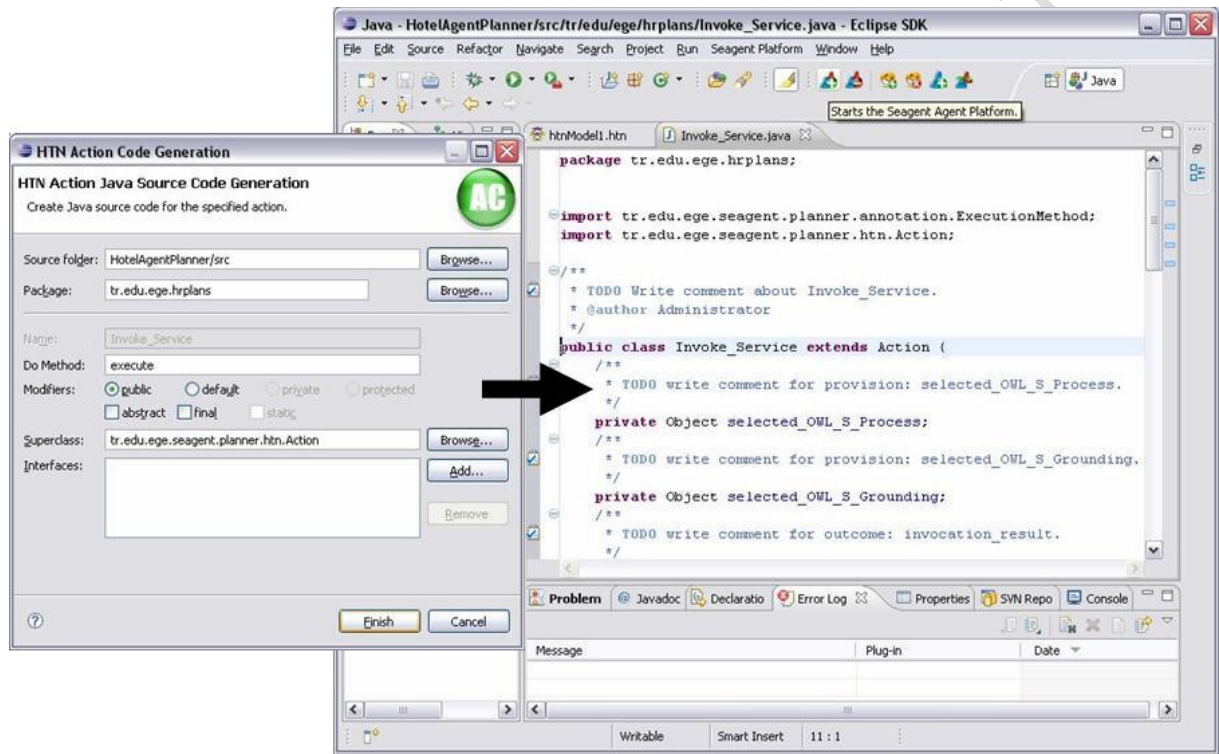 Java - HotelAgentPlanner/src/tr/edu/ege/hrplans/Invoke_Service.java - Eclipse SDK
File Edit Source Refactor Navigate Search Project Run Seagent Platform Window Help
Java
Starts the Seagent Agent Platform.
htnModel1.htn Invoke_Service.java
package tr.edu.ege.hrplans;
import tr.edu.ege.seagent.planner.annotation.ExecutionMethod;
import tr.edu.ege.seagent.planner.htn.Action;
/**
* TODO Write comment about Invoke_Service.
* @author Administrator
*/
public class Invoke_Service extends Action {
/**
* TODO write comment for provision: selected_OWL_S_Process.
*/
private Object selected_OWL_S_Process;
/**
* TODO write comment for provision: selected_OWL_S_Grounding.
*/
private Object selected_OWL_S_Grounding;
/**
* TODO write comment for outcome: invocation_result.
*/
Problem @ Javadoc Declaratio Error Log Properties SVN Repo Console
Message Plug-in Date
Writable Smart Insert 11 : 1
HTN Action Code Generation
HTN Action Java Source Code Generation
Create Java source code for the specified action.
AC
Source folder: HotelAgentPlanner/src Browse...
Package: tr.edu.ege.hrplans Browse...
Name: Invoke_Service
Do Method: execute
Modifiers: public default private protected
abstract final static
Superclass: tr.edu.ege.seagent.planner.htn.Action Browse...
Interfaces: Add...
Remove
Finish Cancel